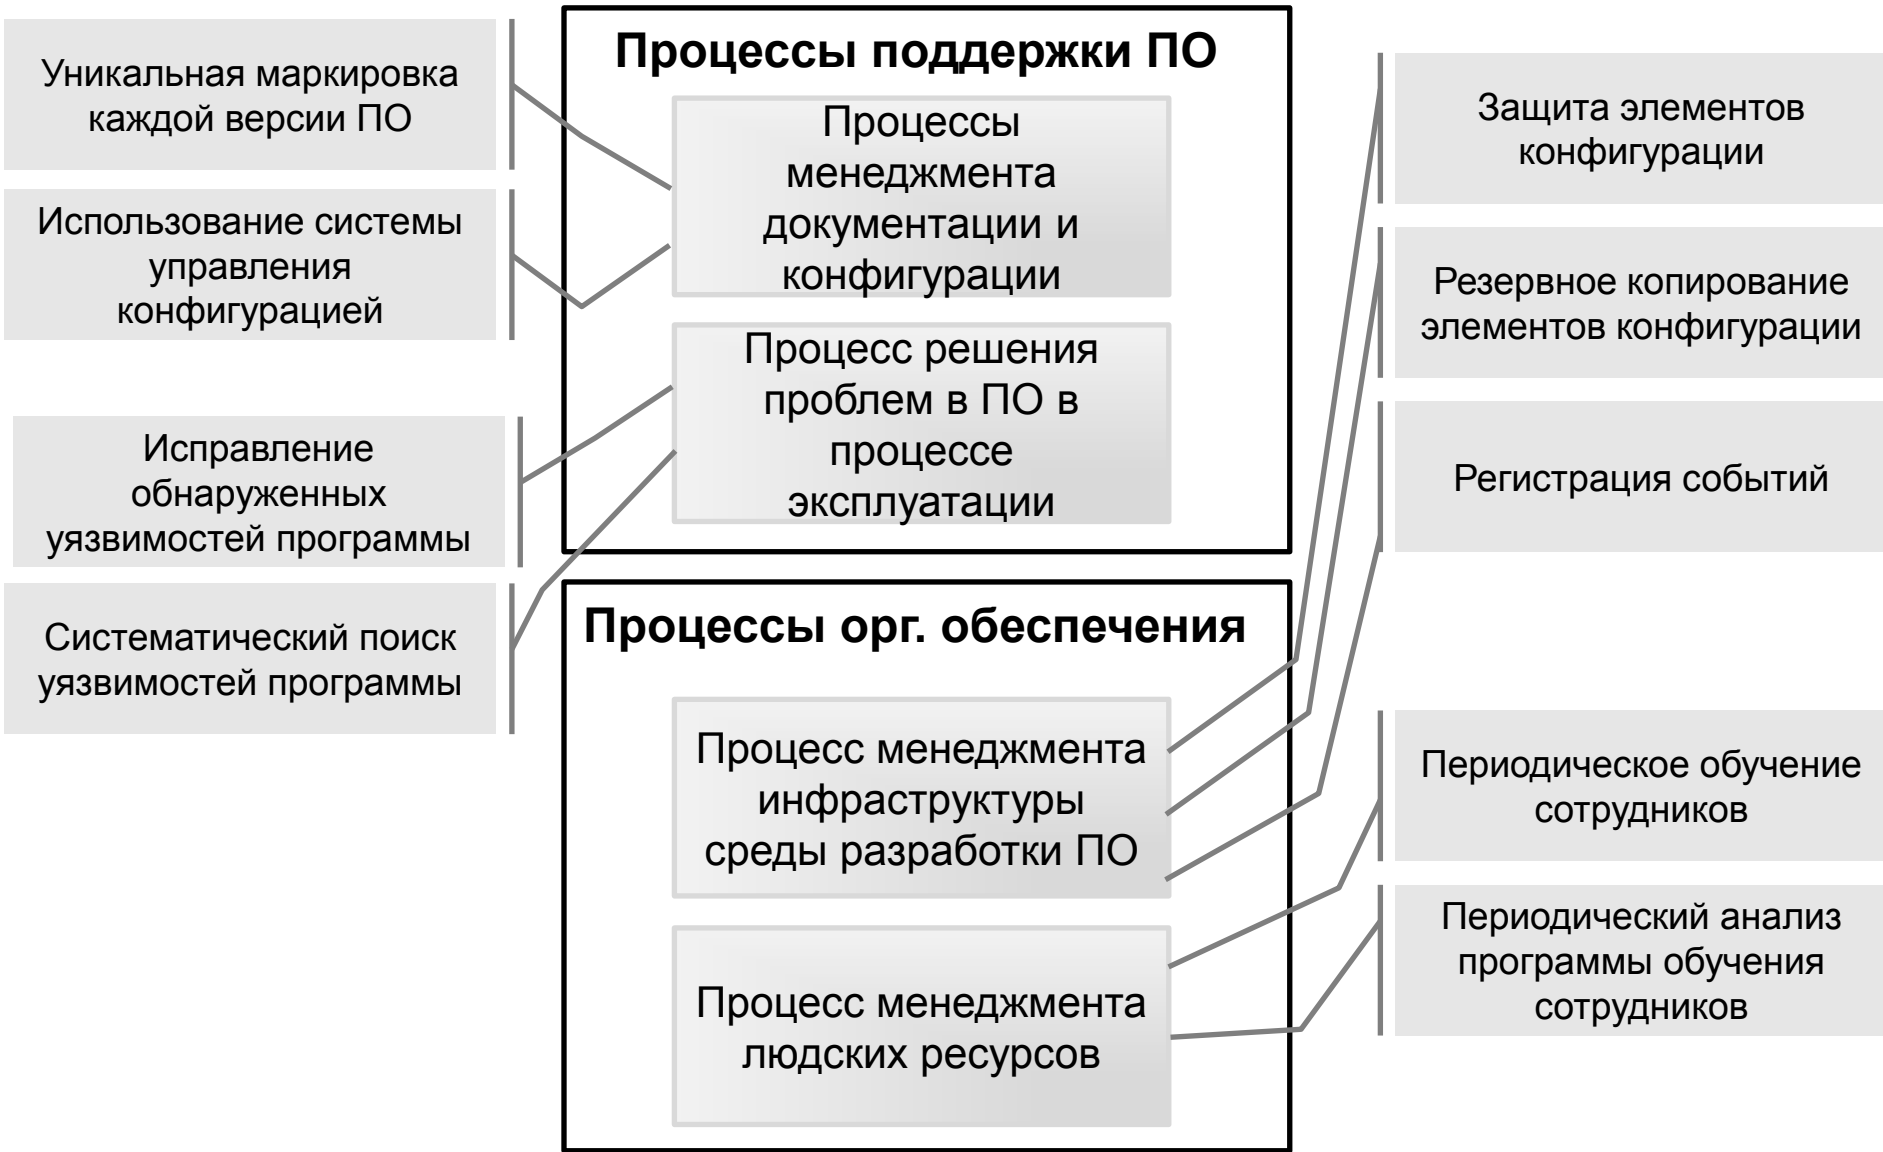 Уникальная маркировка
каждой версии ПО
Использование системы
управления
конфигурацией
Исправление
обнаруженных
уязвимостей программы
Систематический поиск
уязвимостей программы
Процессы поддержки ПО
Процессы
менеджмента
документации и
конфигурации
Процесс решения
проблем в ПО в
процессе
эксплуатации
Процессы орг. обеспечения
Процесс менеджмента
инфраструктуры
среды разработки ПО
Процесс менеджмента
людских ресурсов
Защита элементов
конфигурации
Резервное копирование
элементов конфигурации
Регистрация событий
Периодическое обучение
сотрудников
Периодический анализ
программы обучения
сотрудников